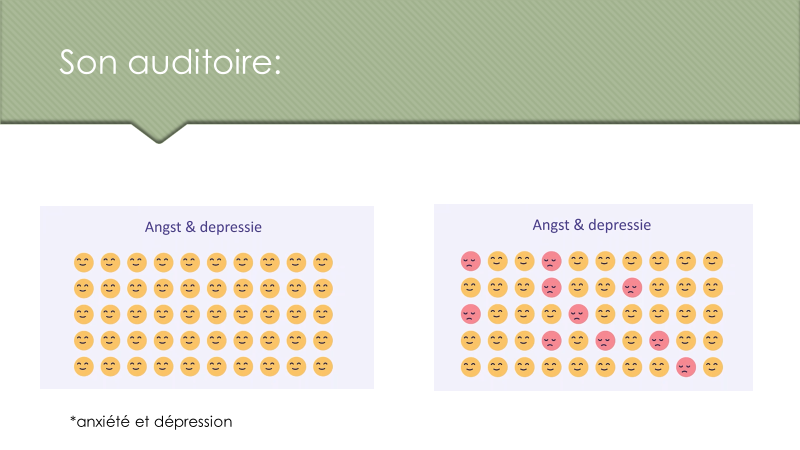 Son auditoire:
Angst & depressie
Angst & depressie
*anxiété et dépression